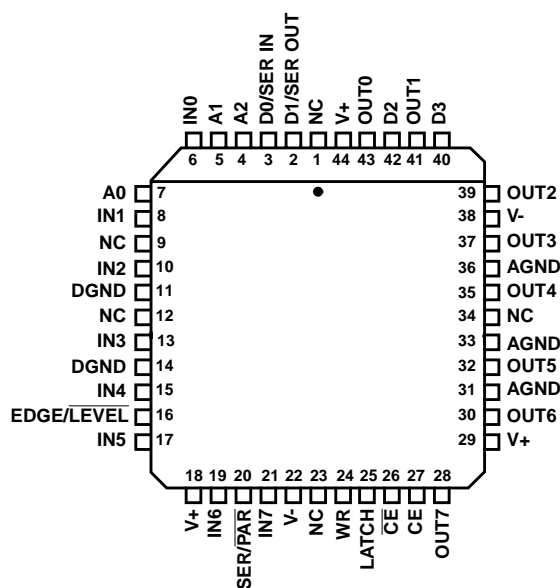 IN0
A1
A2
D0/SER IN
D1/SER OUT
NC
V+
OUT0
D2
OUT1
D3
6 5 4 3 2 1 44 43 42 41 40
A0 7
IN1 8
NC 9
IN2 10
DGND 11
NC 12
IN3 13
DGND 14
IN4 15
EDGE/L̅E̅V̅E̅L̅ 16
IN5 17
39 OUT2
38 V-
37 OUT3
36 AGND
35 OUT4
34 NC
33 AGND
32 OUT5
31 AGND
30 OUT6
29 V+
18 19 20 21 22 23 24 25 26 27 28
V+
IN6
SER/P̅A̅R̅
IN7
V-
NC
WR
LATCH
C̅E̅
CE
OUT7